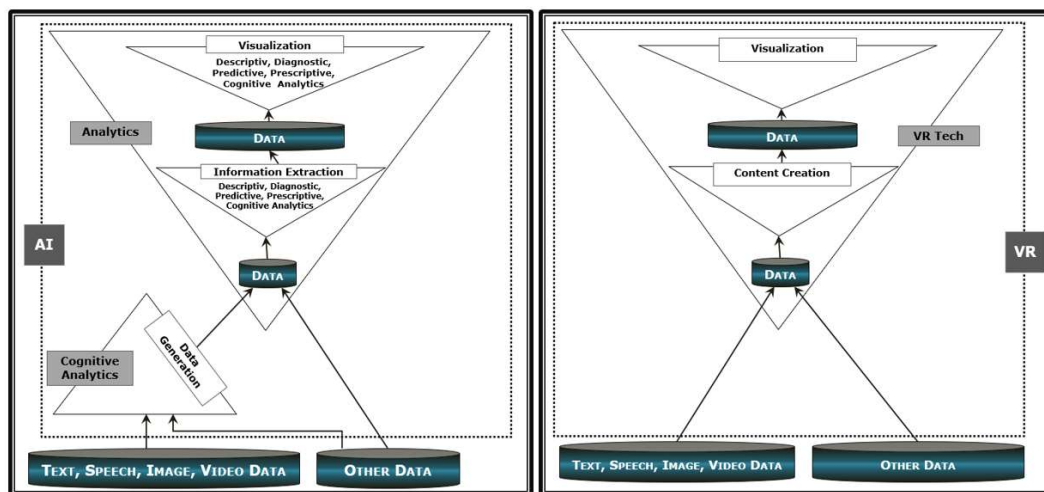 Visualization
Descriptiv, Diagnostic,
Predictive, Prescriptive,
Cognitive Analytics
Analytics
DATA
Information Extraction
Descriptiv, Diagnostic,
Predictive, Prescriptive,
Cognitive Analytics
AI
DATA
Data
Generation
Cognitive
Analytics
TEXT, SPEECH, IMAGE, VIDEO DATA
OTHER DATA
Visualization
DATA
VR Tech
Content Creation
VR
DATA
TEXT, SPEECH, IMAGE, VIDEO DATA
OTHER DATA